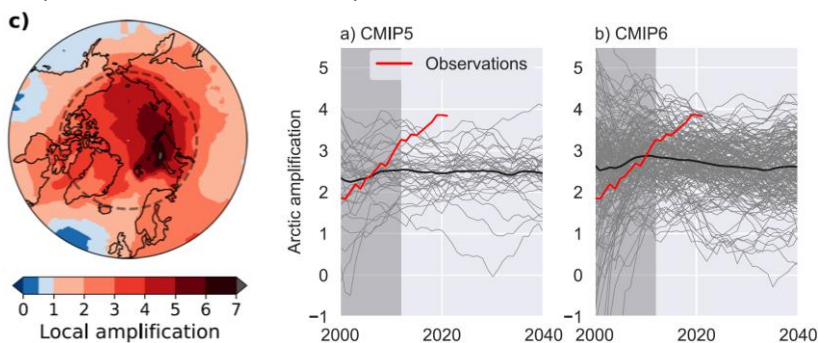 c)
0 1 2 3 4 5 6 7
Local amplification
a) CMIP5
Observations
Arctic amplification
5
4
3
2
1
0
−1
2000 2020 2040
b) CMIP6
5
4
3
2
1
0
−1
2000 2020 2040